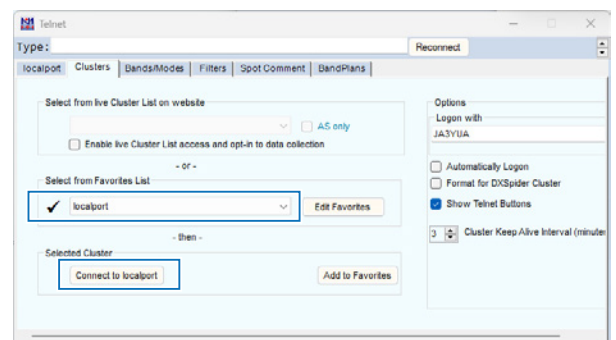 Telnet
Type:
Reconnect
localport Clusters Bands/Modes Filters Spot Comment BandPlans
Select from live Cluster List on website
AS only
Enable live Cluster List access and opt-in to data collection
- or -
Select from Favorites List
localport
Edit Favorites
- then -
Selected Cluster
Connect to localport
Add to Favorites
Options
Logon with
JA3YUA
Automatically Logon
Format for DXSpider Cluster
Show Telnet Buttons
3 Cluster Keep Alive Interval (minutes